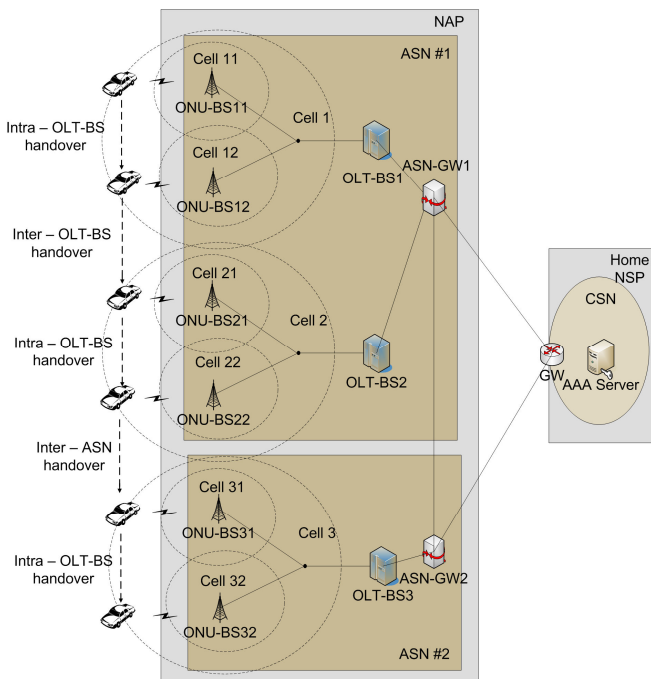 NAP
ASN #1
Cell 11
ONU-BS11
Cell 1
Intra – OLT-BS
handover
Cell 12
ONU-BS12
OLT-BS1
ASN-GW1
Inter – OLT-BS
handover
Cell 21
ONU-BS21
Cell 2
Intra – OLT-BS
handover
Cell 22
ONU-BS22
OLT-BS2
Home
NSP
CSN
GW
AAA Server
Inter – ASN
handover
Cell 31
ONU-BS31
Cell 3
Intra – OLT-BS
handover
Cell 32
ONU-BS32
OLT-BS3
ASN-GW2
ASN #2